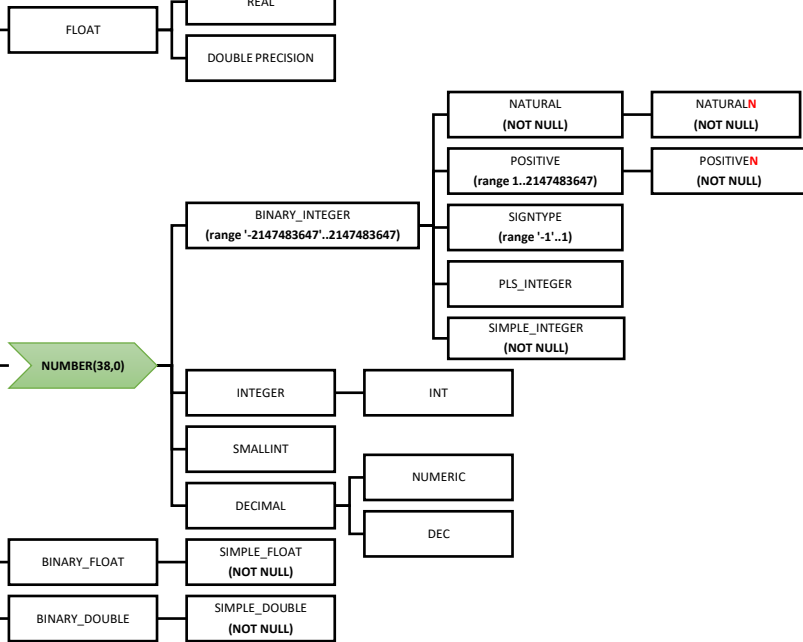 REAL
FLOAT
DOUBLE PRECISION
NATURAL
(NOT NULL)
NATURALN
(NOT NULL)
POSITIVE
(range 1..2147483647)
POSITIVEN
(NOT NULL)
BINARY_INTEGER
(range '-2147483647'..2147483647)
SIGNTYPE
(range '-1'..1)
PLS_INTEGER
SIMPLE_INTEGER
(NOT NULL)
NUMBER(38,0)
INTEGER
INT
SMALLINT
NUMERIC
DECIMAL
DEC
BINARY_FLOAT
SIMPLE_FLOAT
(NOT NULL)
BINARY_DOUBLE
SIMPLE_DOUBLE
(NOT NULL)